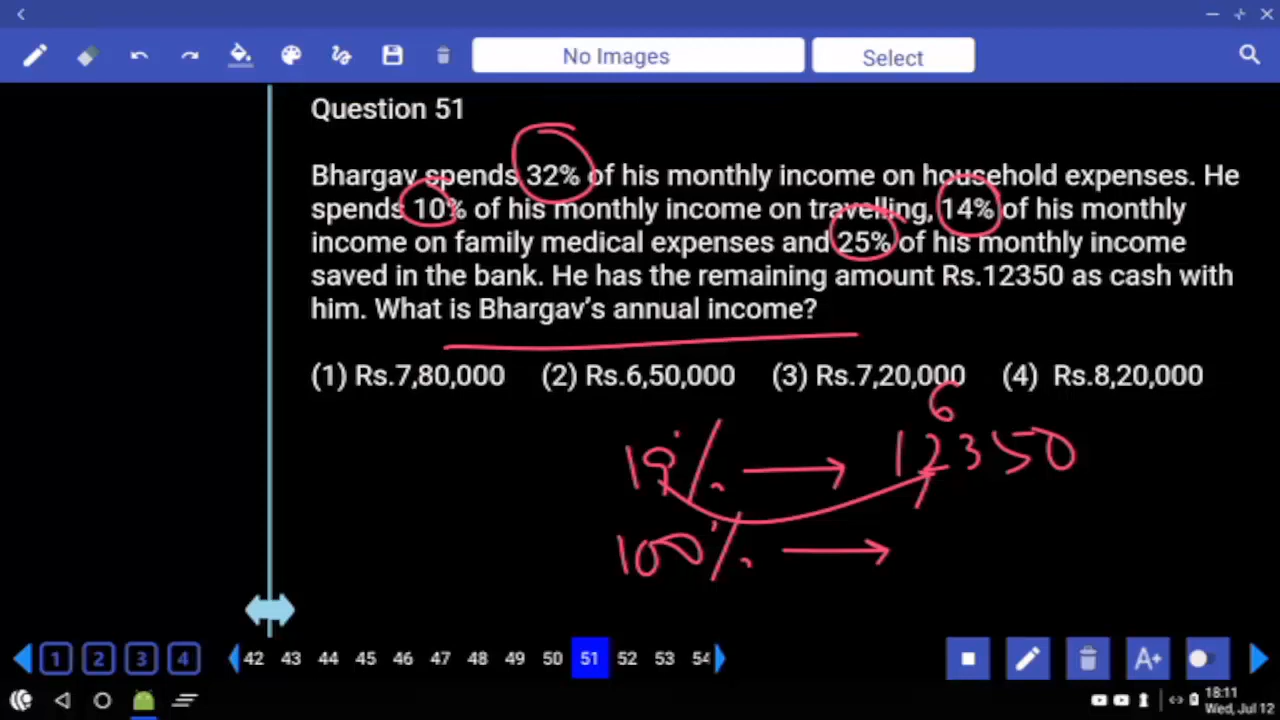 No Images
Select
Question 51
Bhargav spends 32% of his monthly income on household expenses. He
spends 10% of his monthly income on travelling, 14% of his monthly
income on family medical expenses and 25% of his monthly income
saved in the bank. He has the remaining amount Rs.12350 as cash with
him. What is Bhargav's annual income?
(1) Rs.7,80,000 (2) Rs.6,50,000 (3) Rs.7,20,000 (4) Rs.8,20,000
6
19% → 12350
100% →
1 2 3 4 42 43 44 45 46 47 48 49 50 51 52 53 54 A+
18:11
Wed, Jul 12